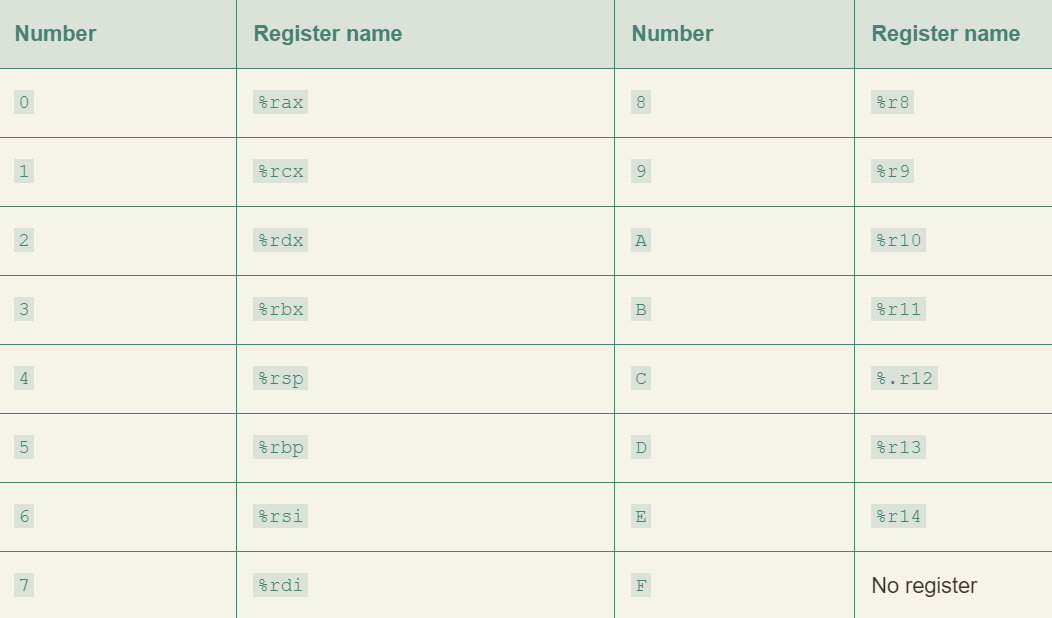 Number Register name Number Register name
0 %rax 8 %r8
1 %rcx 9 %r9
2 %rdx A %r10
3 %rbx B %r11
4 %rsp C %.r12
5 %rbp D %r13
6 %rsi E %r14
7 %rdi F No register